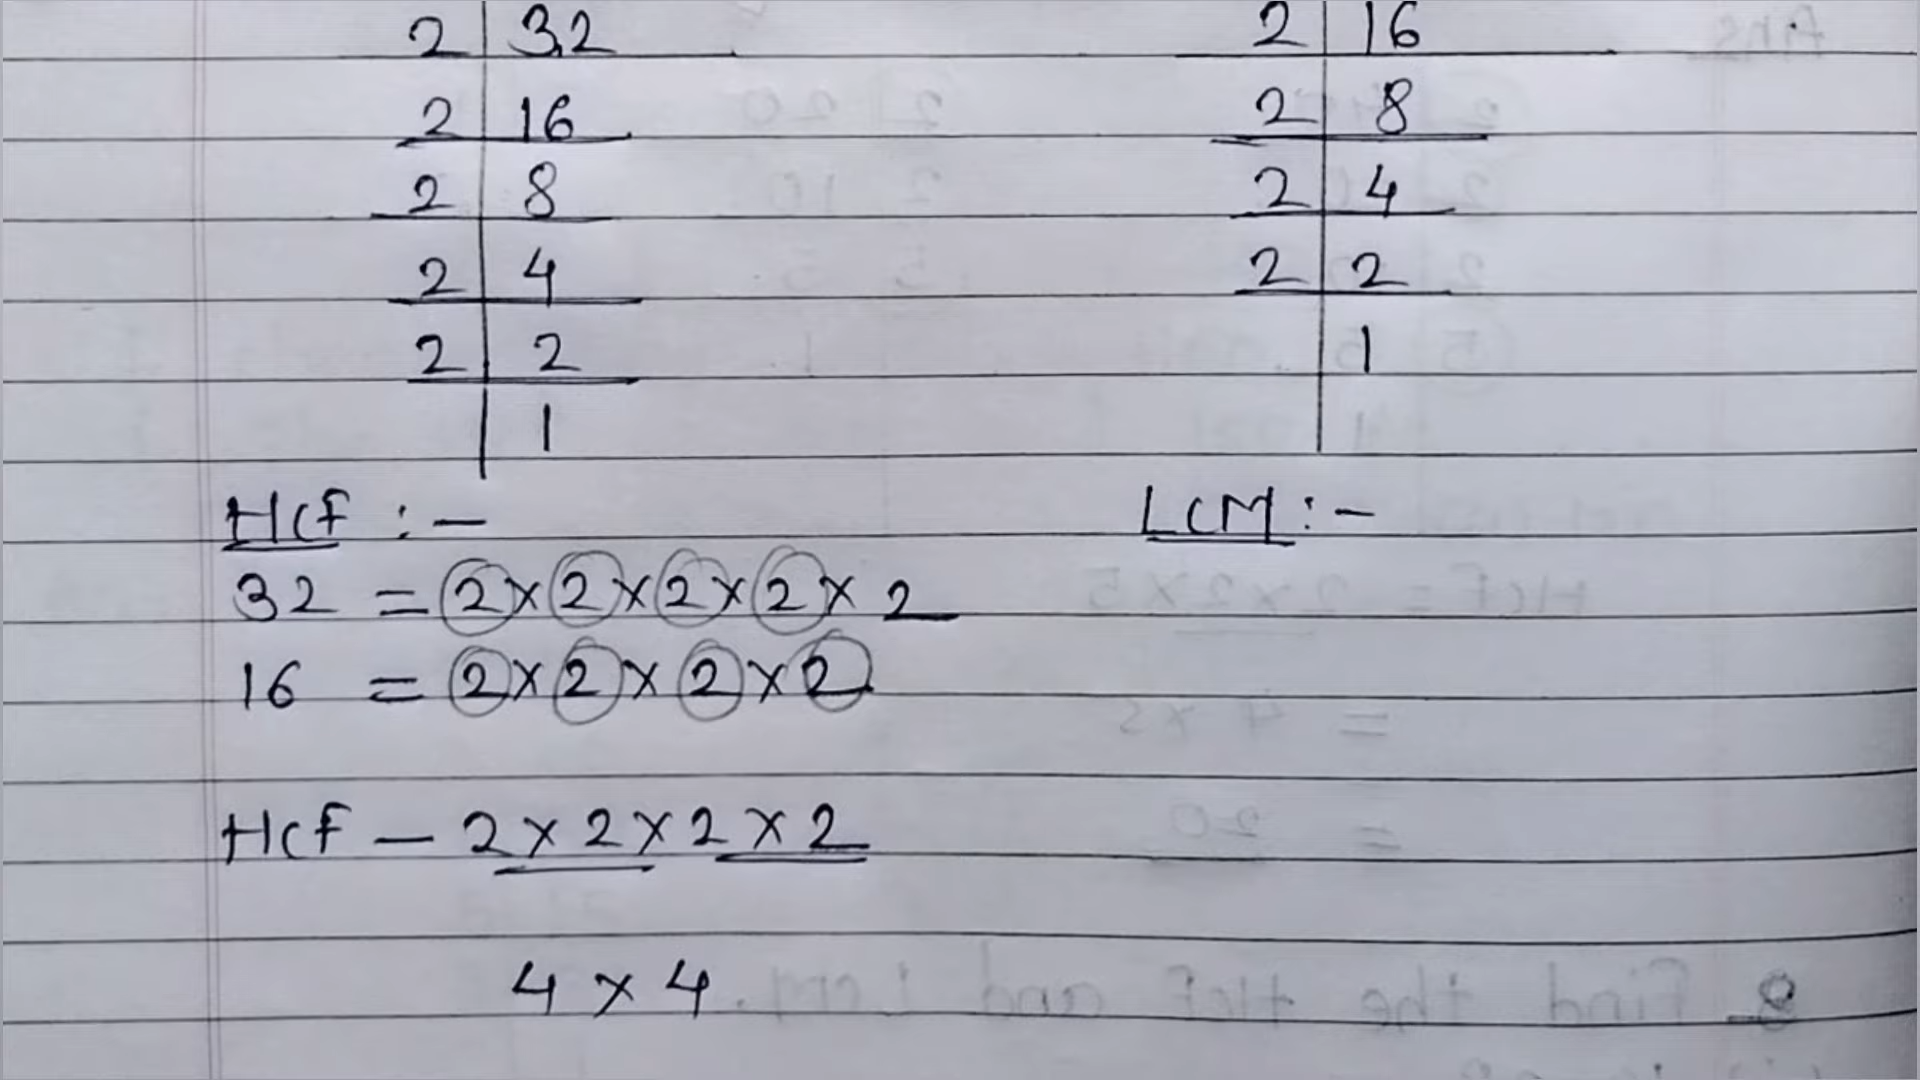 2 | 32
2 | 16
2 | 8
2 | 4
2 | 2
1
2 | 16
2 | 8
2 | 4
2 | 2
1
HCF : -
32 = 2 x 2 x 2 x 2 x 2
16 = 2 x 2 x 2 x 2
HCF - 2 x 2 x 2 x 2
4 x 4
LCM : -